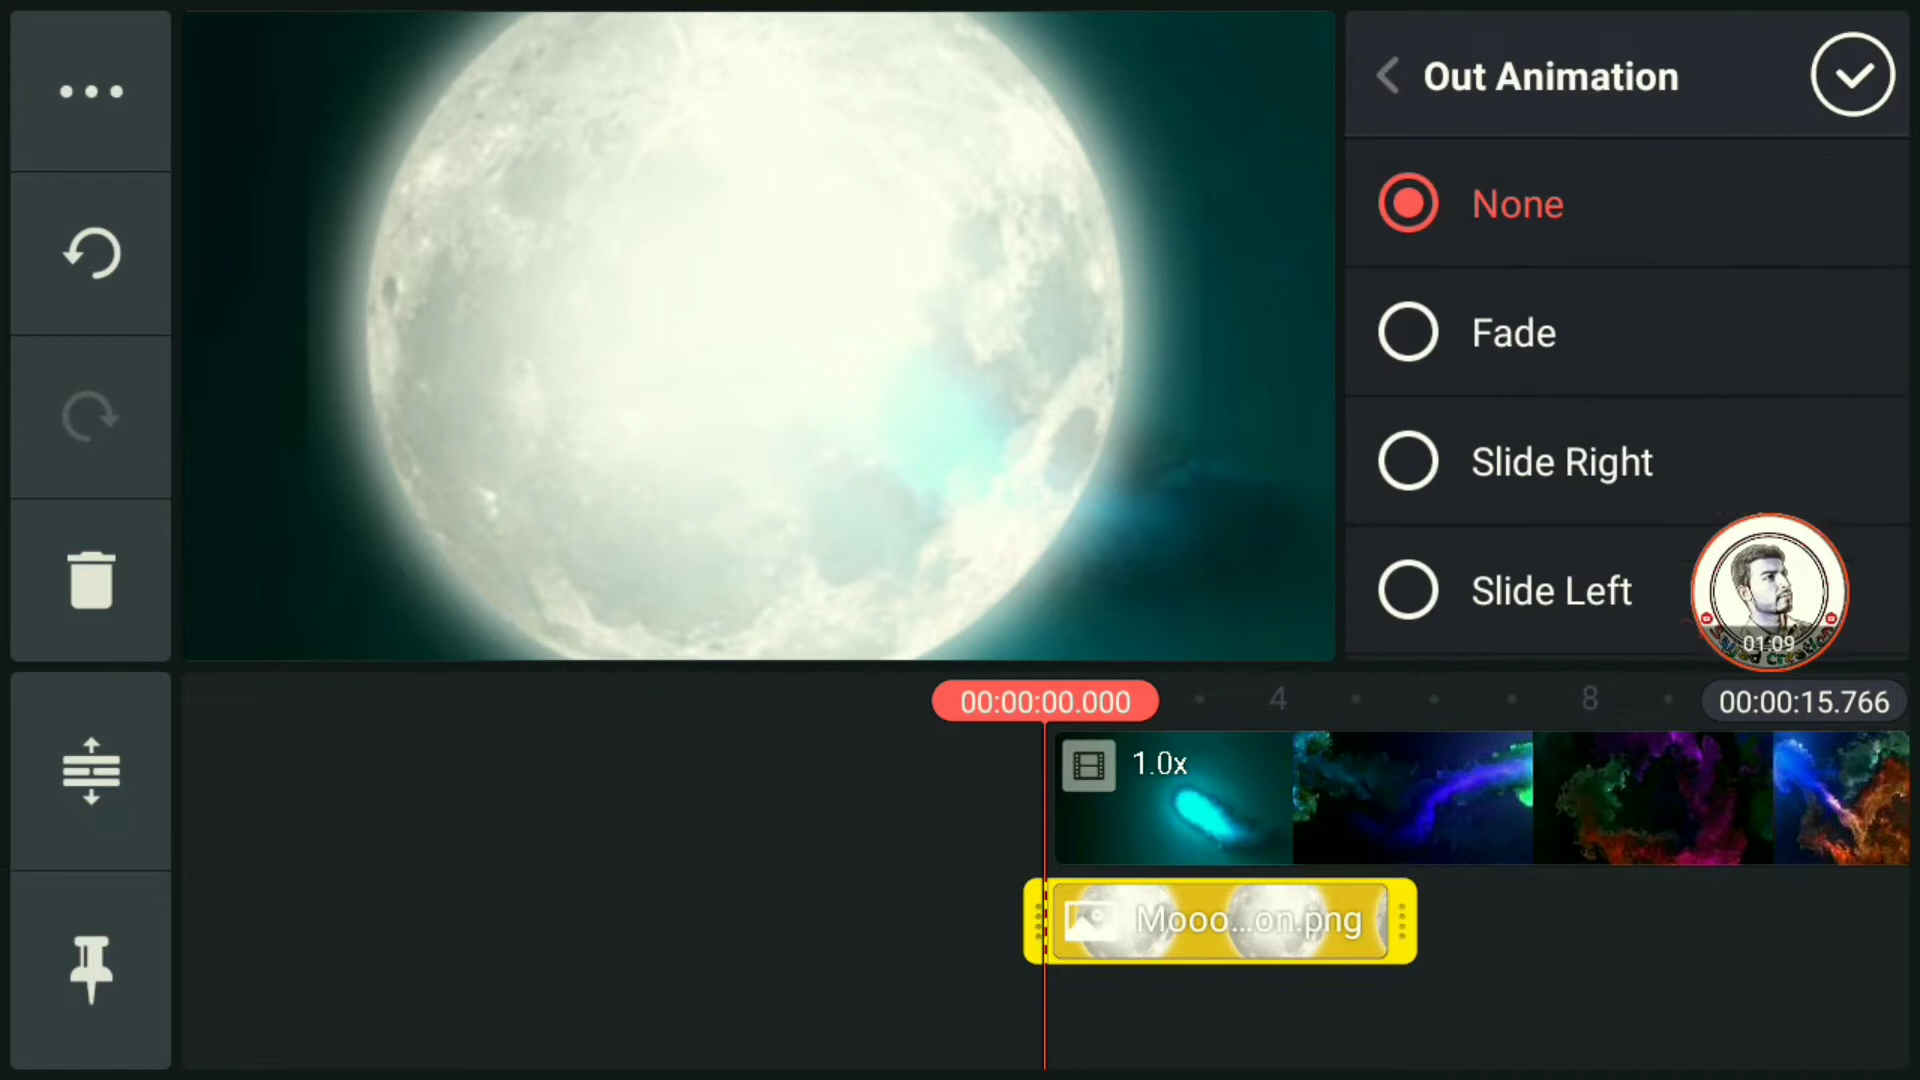 Out Animation
None
Fade
Slide Right
Slide Left
01:09
00:00:00.000
4
8
00:00:15.766
1.0x
Mooo...on.png